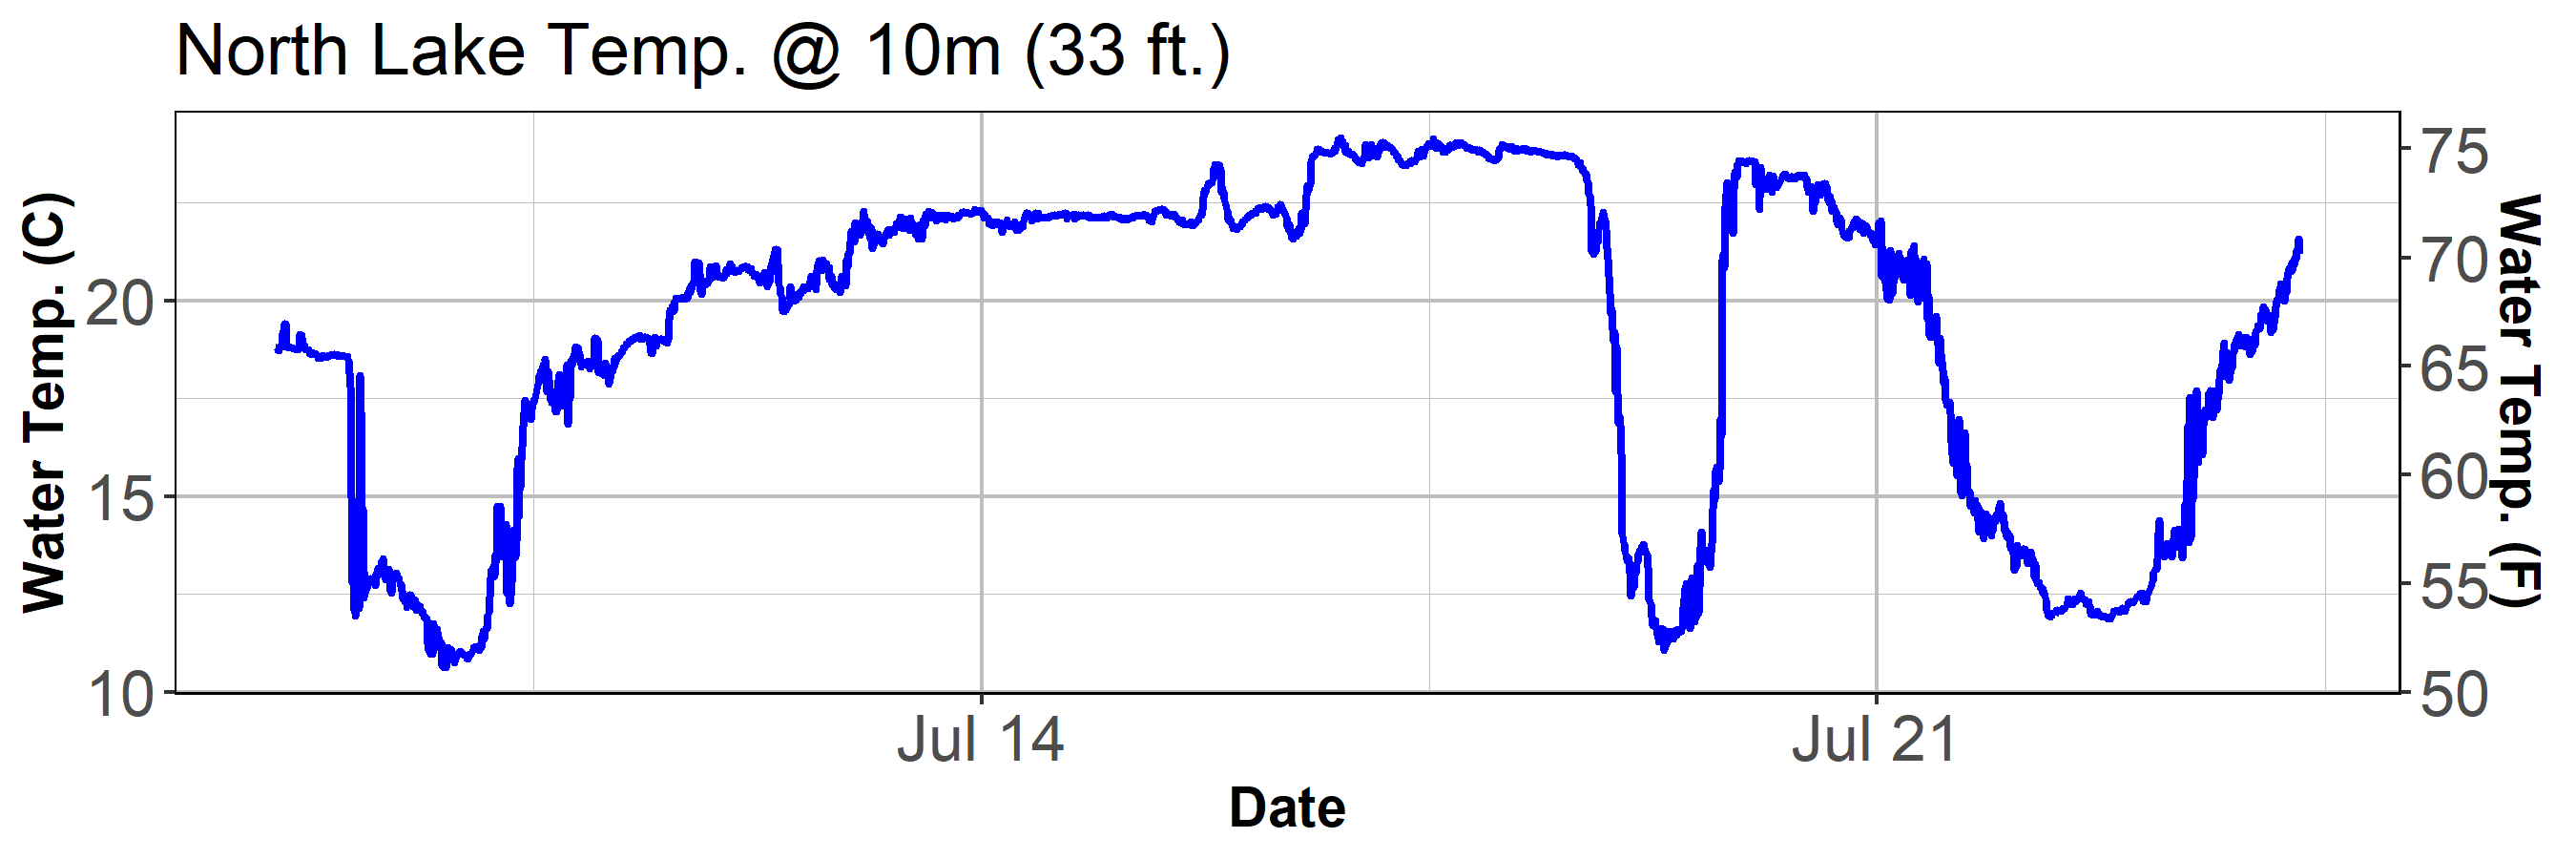 North Lake Temp. @ 10m (33 ft.)
Water Temp. (C)
20
15
10
75
70
65
60
55
50
Water Temp. (F)
Jul 14
Jul 21
Date